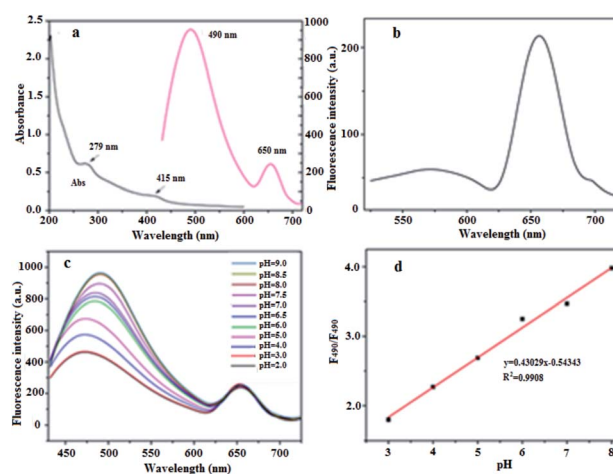 a
490 nm
650 nm
279 nm
415 nm
Abs
2.5
2.0
1.5
1.0
0.5
0.0
Absorbance
1000
800
600
400
200
0
Fluorescence intensity (a.u.)
200 300 400 500 600 700
Wavelength (nm)
b
200
100
0
Fluorescence intensity (a.u.)
550 600 650 700
Wavelength (nm)
c
1000
800
600
400
200
0
Fluorescence intensity (a.u.)
pH=9.0
pH=8.5
pH=8.0
pH=7.5
pH=7.0
pH=6.5
pH=6.0
pH=5.0
pH=4.0
pH=3.0
pH=2.0
450 500 550 600 650 700
Wavelength (nm)
d
4.0
3.0
2.0
F490/F490
y=0.43029x-0.54343
R²=0.9908
3 4 5 6 7 8
pH